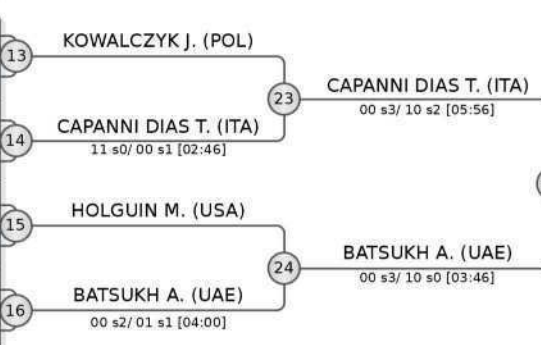 13
KOWALCZYK J. (POL)
23
CAPANNI DIAS T. (ITA)
00 s3/ 10 s2 [05:56]
14
CAPANNI DIAS T. (ITA)
11 s0/ 00 s1 [02:46]
15
HOLGUIN M. (USA)
24
BATSUKH A. (UAE)
00 s3/ 10 s0 [03:46]
16
BATSUKH A. (UAE)
00 s2/ 01 s1 [04:00]